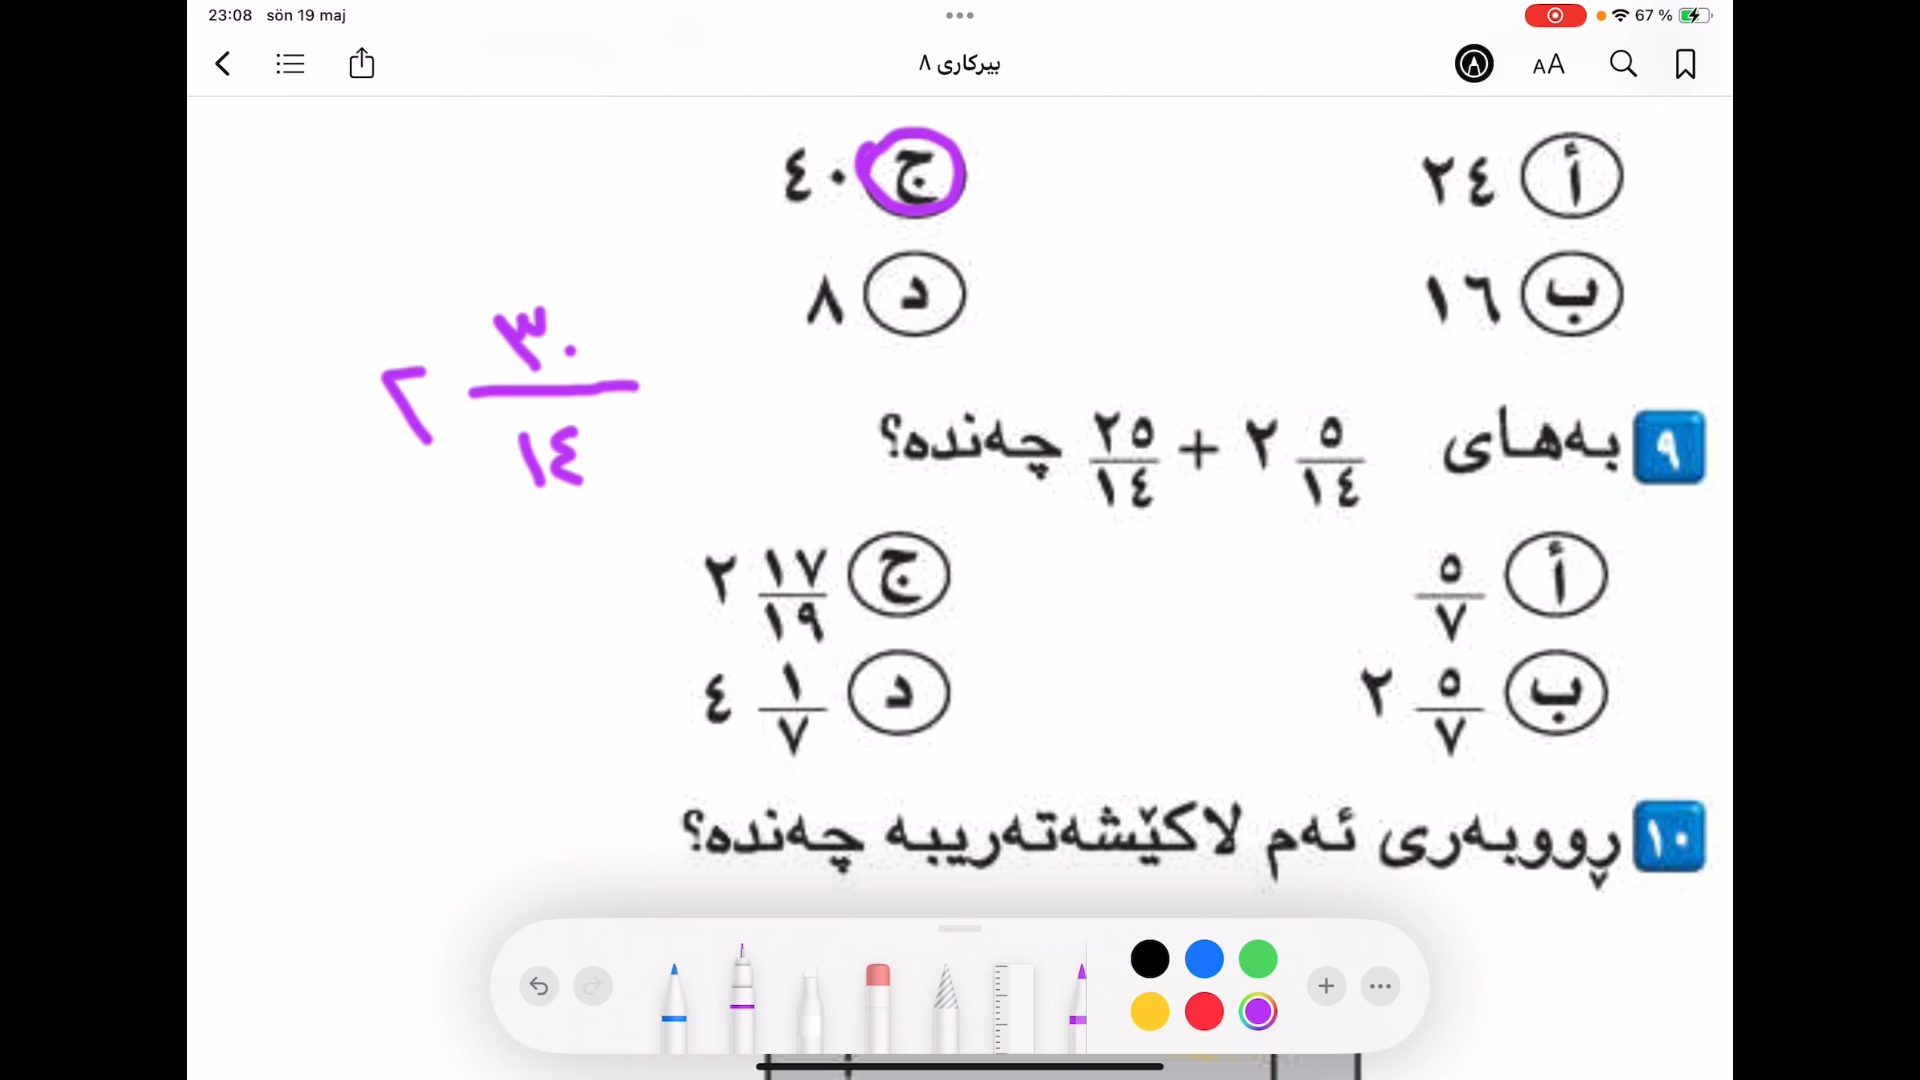 23:08 sön 19 maj
67 %
بیرکاری ٨
أ ٢٤ ج ٤٠
ب ١٦ د ٨
٢ ٣٠/١٤
٩ بەهای ٢ ٥/١٤ + ٢٥/١٤ چەندە؟
أ ٥/٧ ج ٢ ١٧/١٩
ب ٢ ٥/٧ د ٤ ١/٧
١٠ ڕووبەری ئەم لاکێشەتەریبە چەندە؟
AA